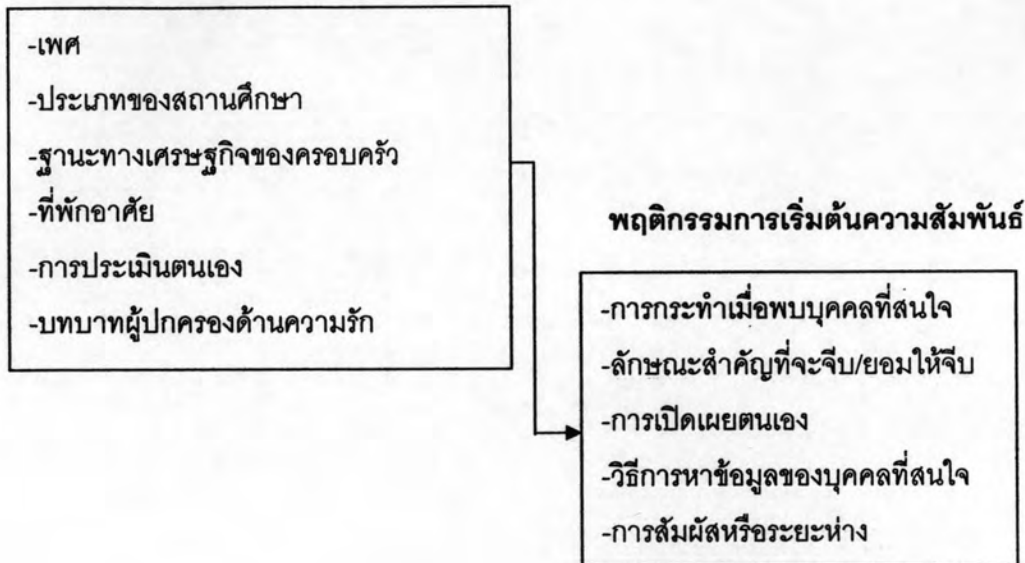 -เพศ
-ประเภทของสถานศึกษา
-ฐานะทางเศรษฐกิจของครอบครัว
-ที่พักอาศัย
-การประเมินตนเอง
-บทบาทผู้ปกครองด้านความรัก
พฤติกรรมการเริ่มต้นความสัมพันธ์
-การกระทำเมื่อพบบุคคลที่สนใจ
-ลักษณะสำคัญที่จะจีบ/ยอมให้จีบ
-การเปิดเผยตนเอง
-วิธีการหาข้อมูลของบุคคลที่สนใจ
-การสัมผัสหรือระยะห่าง